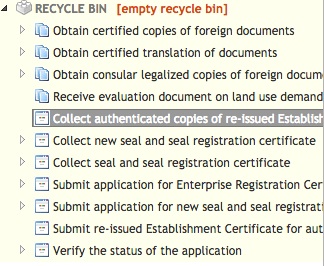 RECYCLE BIN [empty recycle bin]
Obtain certified copies of foreign documents
Obtain certified translation of documents
Obtain consular legalized copies of foreign docum
Receive evaluation document on land use demand
Collect authenticated copies of re-issued Establish
Collect new seal and seal registration certificate
Collect seal and seal registration certificate
Submit application for Enterprise Registration Cer
Submit application for new seal and seal registrati
Submit re-issued Establishment Certificate for aut
Verify the status of the application